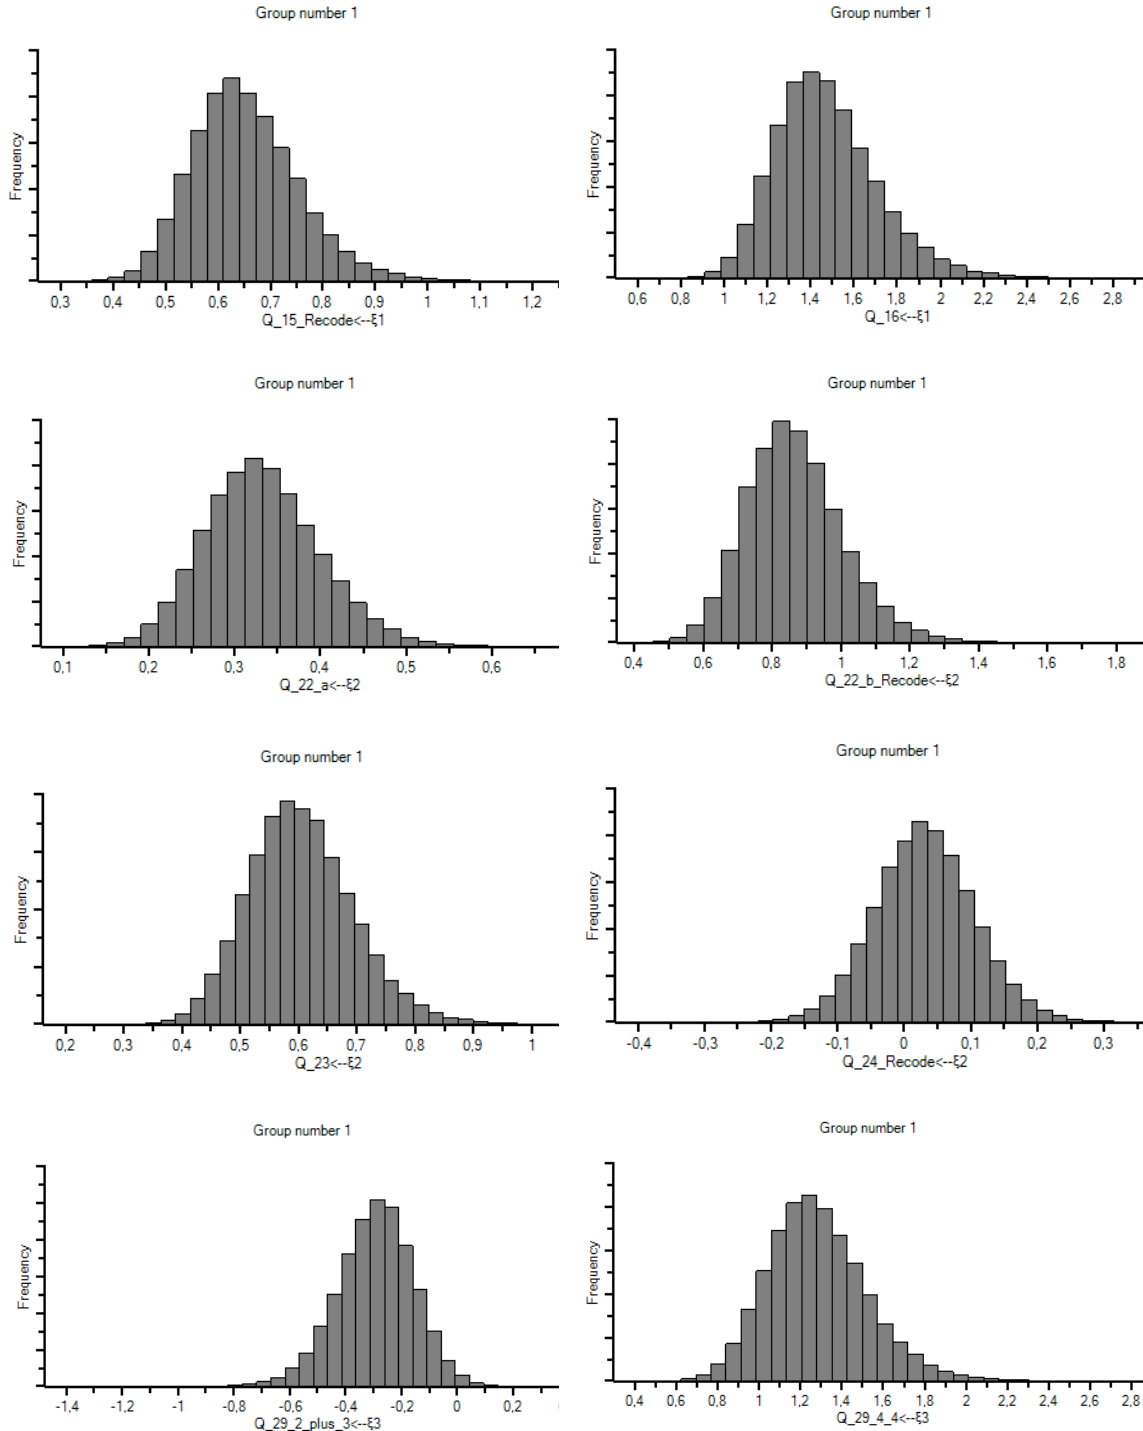 Group number 1
Frequency
0,3 0,4 0,5 0,6 0,7 0,8 0,9 1 1,1 1,2
Q_15_Recode<--ξ1
Group number 1
Frequency
0,6 0,8 1 1,2 1,4 1,6 1,8 2 2,2 2,4 2,6 2,8
Q_16<--ξ1
Group number 1
Frequency
0,1 0,2 0,3 0,4 0,5 0,6
Q_22_a<--ξ2
Group number 1
Frequency
0,4 0,6 0,8 1 1,2 1,4 1,6 1,8
Q_22_b_Recode<--ξ2
Group number 1
Frequency
0,2 0,3 0,4 0,5 0,6 0,7 0,8 0,9 1
Q_23<--ξ2
Group number 1
Frequency
-0,4 -0,3 -0,2 -0,1 0 0,1 0,2 0,3
Q_24_Recode<--ξ2
Group number 1
Frequency
-1,4 -1,2 -1 -0,8 -0,6 -0,4 -0,2 0 0,2
Q_29_2_plus_3<--ξ3
Group number 1
Frequency
0,4 0,6 0,8 1 1,2 1,4 1,6 1,8 2 2,2 2,4 2,6 2,8
Q_29_4_4<--ξ3